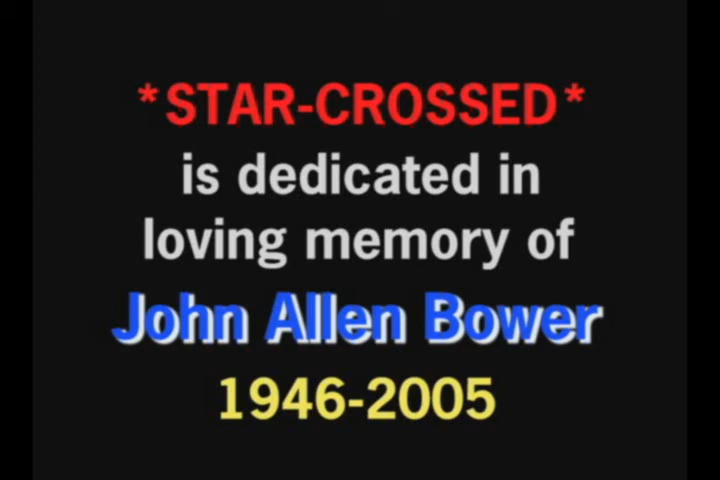 *STAR-CROSSED*
is dedicated in
loving memory of
John Allen Bower
1946-2005